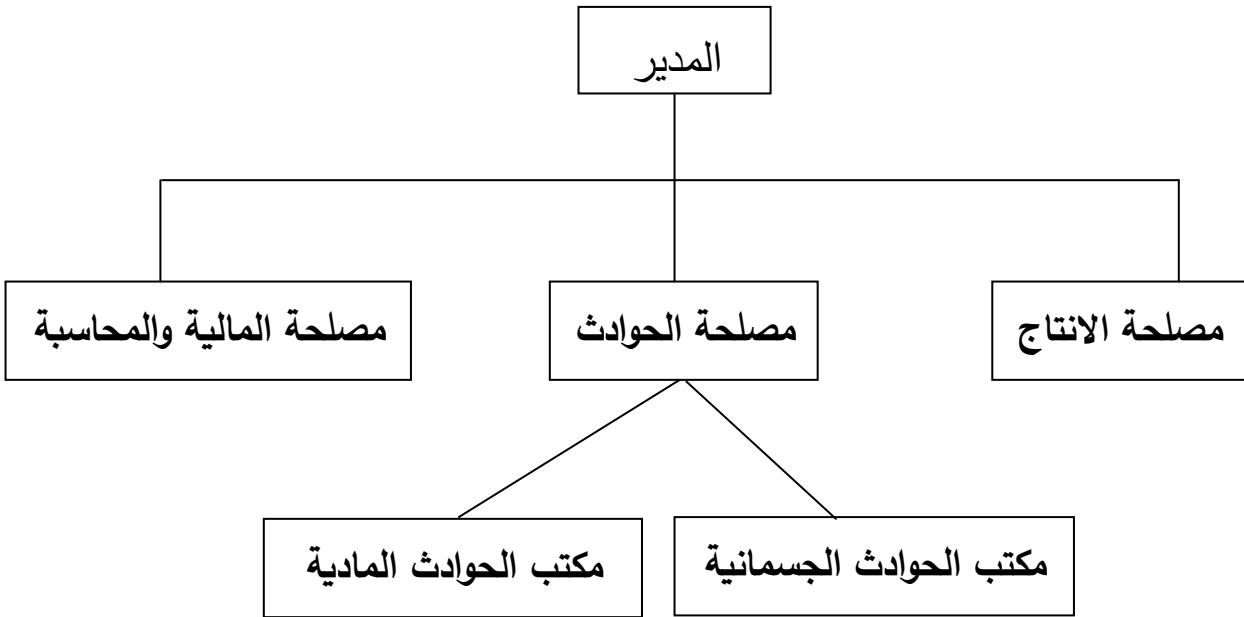 المدير
مصلحة الانتاج
مصلحة الحوادث
مصلحة المالية والمحاسبة
مكتب الحوادث الجسمانية
مكتب الحوادث المادية